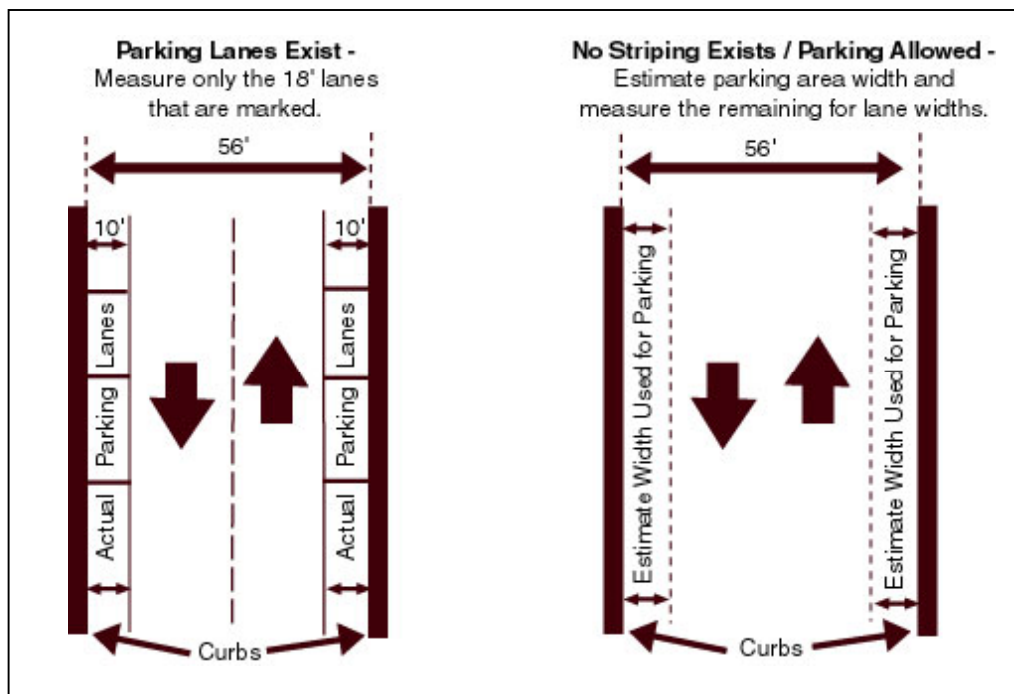 Parking Lanes Exist -
Measure only the 18' lanes
that are marked.
56'
10'
10'
Actual Parking Lanes
Actual Parking Lanes
Curbs
No Striping Exists / Parking Allowed -
Estimate parking area width and
measure the remaining for lane widths.
56'
Estimate Width Used for Parking
Estimate Width Used for Parking
Curbs